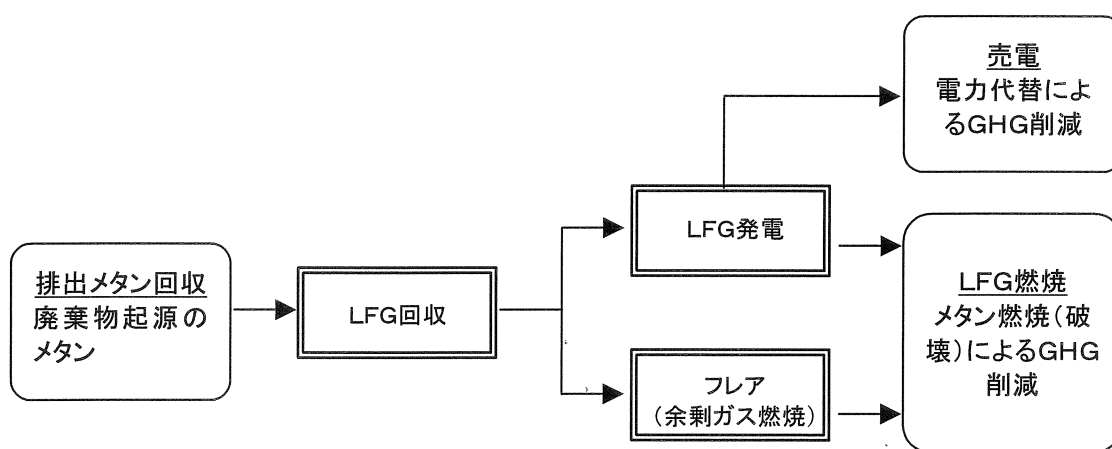 売電
電力代替によ
るGHG削減
LFG発電
排出メタン回収
廃棄物起源の
メタン
LFG回収
LFG燃焼
メタン燃焼(破
壊)によるGHG
削減
フレア
(余剰ガス燃焼)